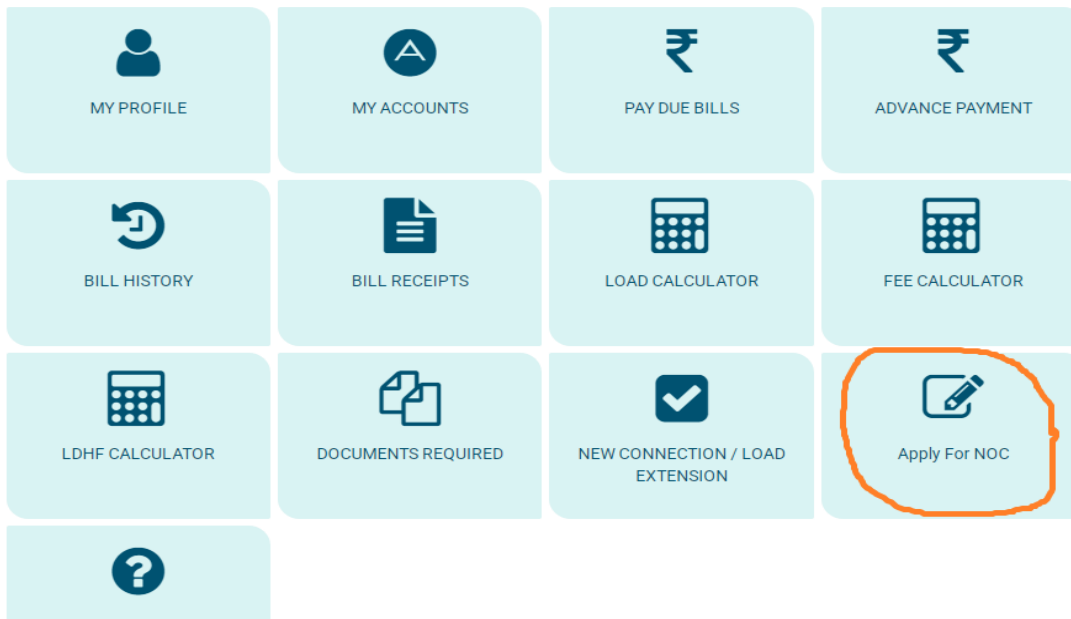 MY PROFILE
MY ACCOUNTS
PAY DUE BILLS
ADVANCE PAYMENT
BILL HISTORY
BILL RECEIPTS
LOAD CALCULATOR
FEE CALCULATOR
LDHF CALCULATOR
DOCUMENTS REQUIRED
NEW CONNECTION / LOAD
EXTENSION
Apply For NOC